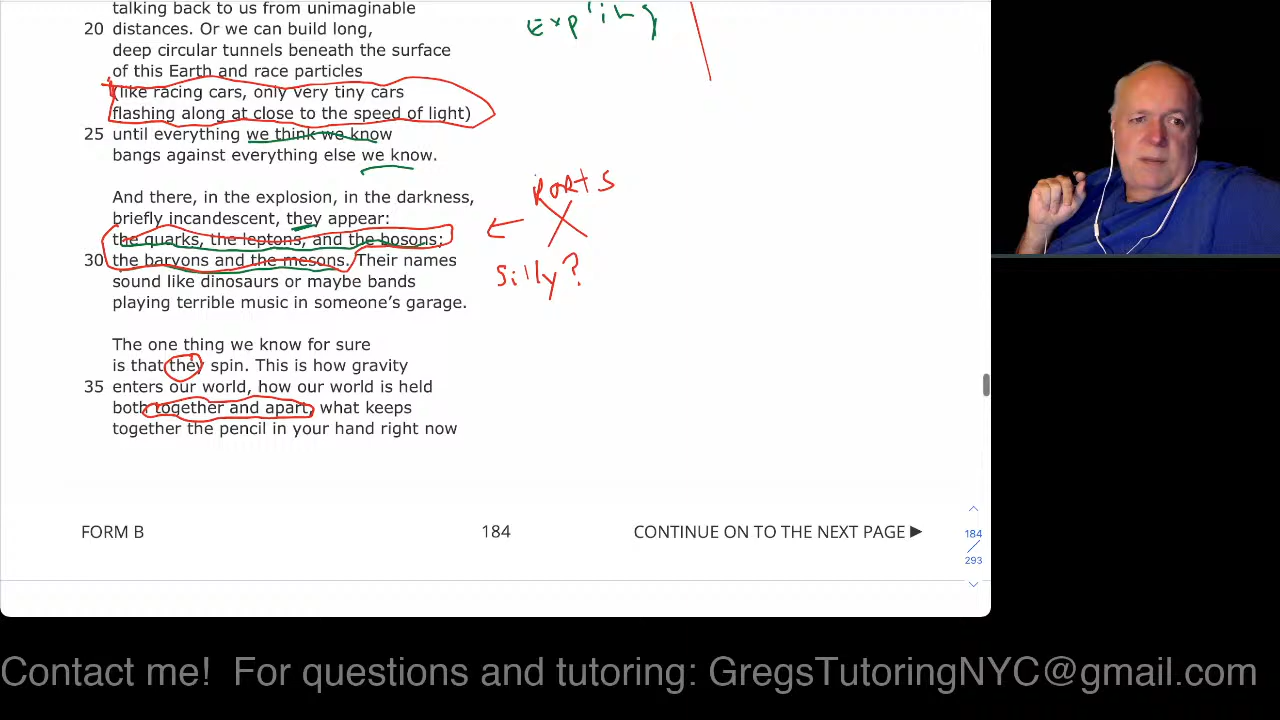 talking back to us from unimaginable
20 distances. Or we can build long,
deep circular tunnels beneath the surface
of this Earth and race particles
(like racing cars, only very tiny cars
flashing along at close to the speed of light)
25 until everything we think we know
bangs against everything else we know.
And there, in the explosion, in the darkness,
briefly incandescent, they appear:
the quarks, the leptons, and the bosons;
30 the baryons and the mesons. Their names
sound like dinosaurs or maybe bands
playing terrible music in someone’s garage.
Silly?
The one thing we know for sure
is that they spin. This is how gravity
35 enters our world, how our world is held
both together and apart, what keeps
together the pencil in your hand right now
FORM B 184 CONTINUE ON TO THE NEXT PAGE ▶
184
/
293
Contact me! For questions and tutoring: GregsTutoringNYC@gmail.com